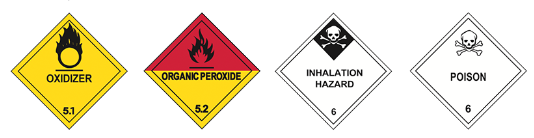 OXIDIZER
5.1
ORGANIC PEROXIDE
5.2
INHALATION
HAZARD
6
POISON
6